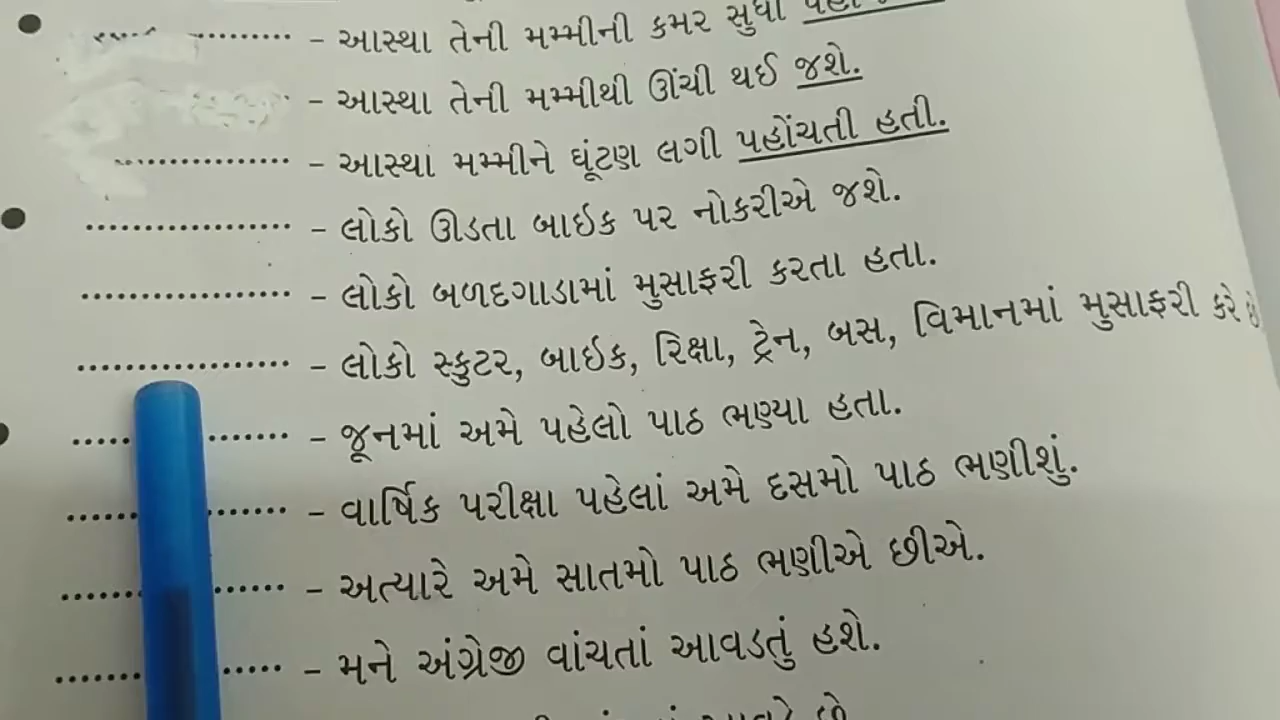 ................. – આસ્થા તેની મમ્મીની કમર સુધી
................. – આસ્થા તેની મમ્મીથી ઊંચી થઈ જશે.
................. – આસ્થા મમ્મીને ઘૂંટણ લગી પહોંચતી હતી.
• ................. – લોકો ઊડતા બાઇક પર નોકરીએ જશે.
................. – લોકો બળદગાડામાં મુસાફરી કરતા હતા.
................. – લોકો સ્કુટર, બાઇક, રિક્ષા, ટ્રેન, બસ, વિમાનમાં મુસાફરી કરે છે
• ................. – જૂનમાં અમે પહેલો પાઠ ભણ્યા હતા.
................. – વાર્ષિક પરીક્ષા પહેલાં અમે દસમો પાઠ ભણીશું.
................. – અત્યારે અમે સાતમો પાઠ ભણીએ છીએ.
................. – મને અંગ્રેજી વાંચતાં આવડતું હશે.